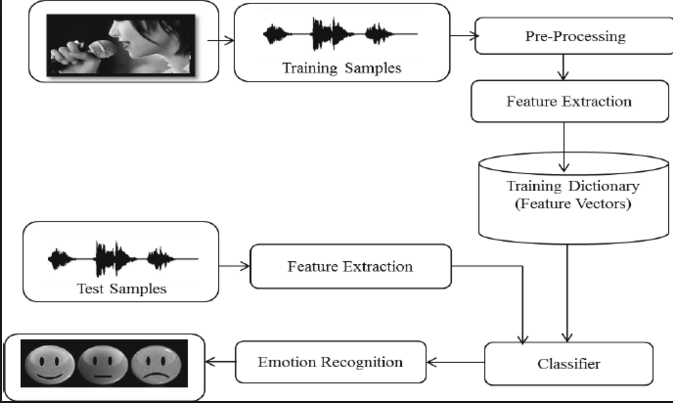 Training Samples
Pre-Processing
Feature Extraction
Training Dictionary
(Feature Vectors)
Test Samples
Feature Extraction
Emotion Recognition
Classifier